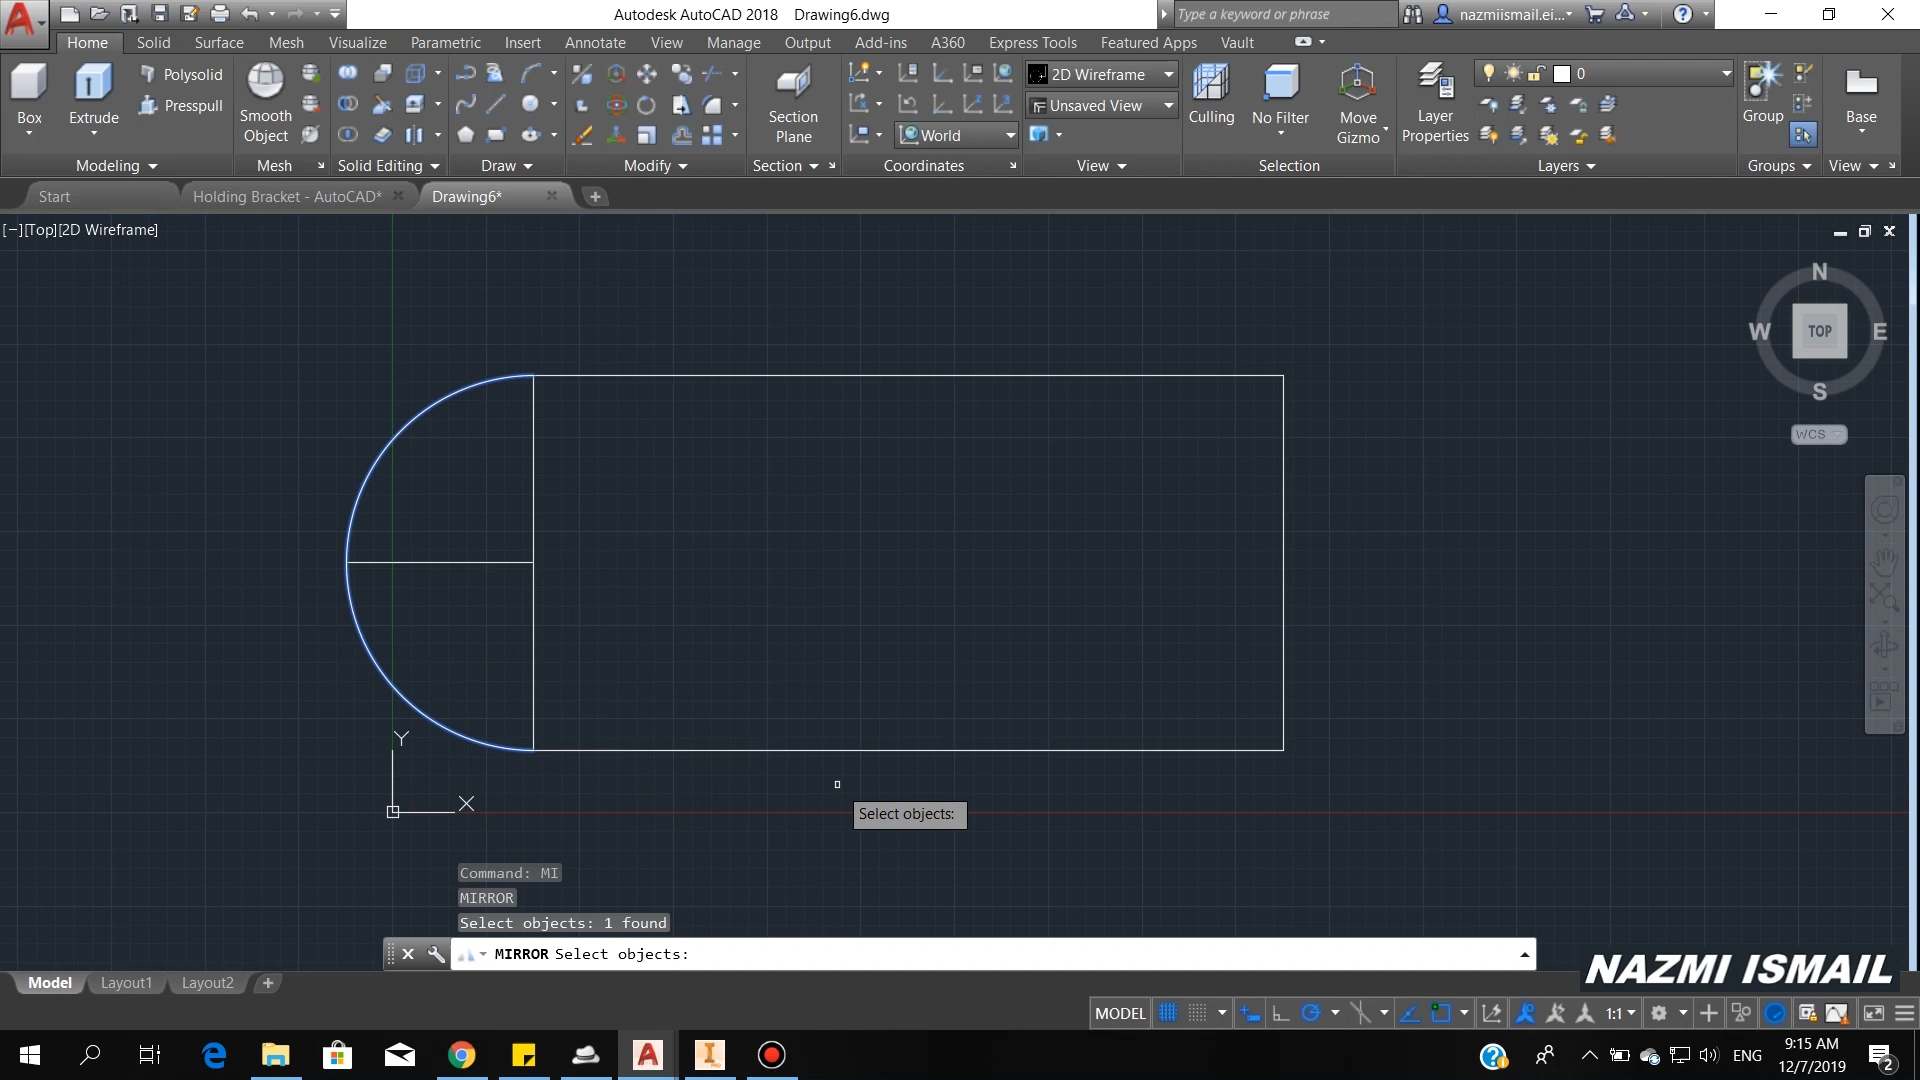 Autodesk AutoCAD 2018 Drawing6.dwg
Type a keyword or phrase
nazmiismail.ei...
Home Solid Surface Mesh Visualize Parametric Insert Annotate View Manage Output Add-ins A360 Express Tools Featured Apps Vault
Box
Extrude
Polysolid
Presspull
Modeling
Smooth
Object
Mesh
Solid Editing
Draw
Modify
Section
Plane
Section
World
Coordinates
2D Wireframe
Unsaved View
View
Culling
No Filter
Move
Gizmo
Selection
Layer
Properties
0
Layers
Group
Groups
Base
View
Start Holding Bracket - AutoCAD* Drawing6*
[−][Top][2D Wireframe]
N
W TOP E
S
WCS
Y
X
Select objects:
Command: MI
MIRROR
Select objects: 1 found
MIRROR Select objects:
NAZMI ISMAIL
Model Layout1 Layout2
MODEL 1:1
ENG
9:15 AM
12/7/2019
2